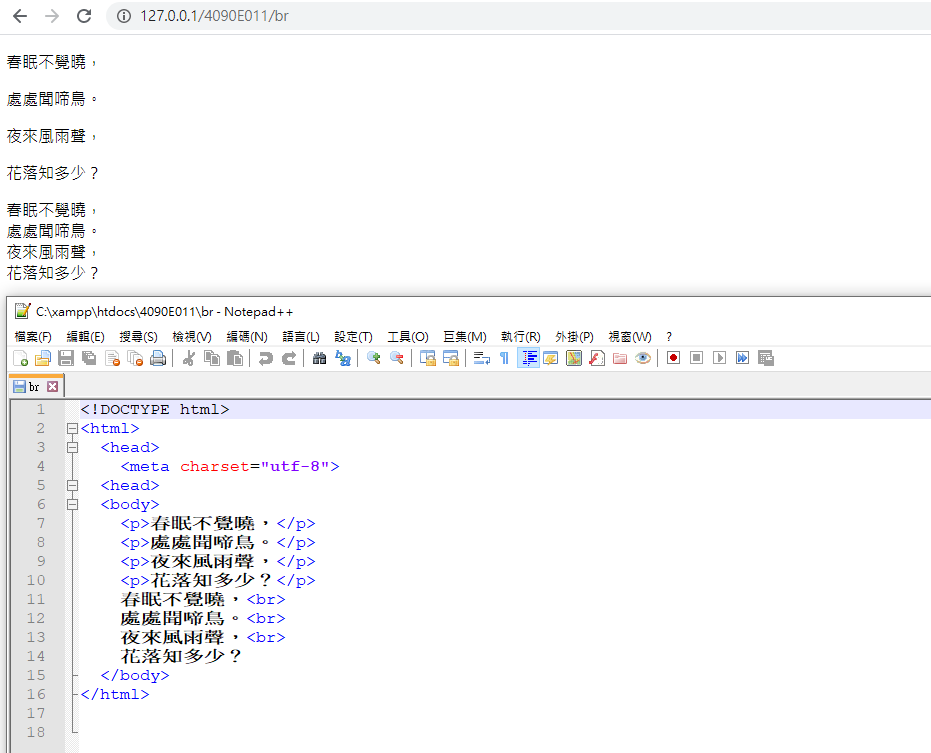 127.0.0.1/4090E011/br
春眠不覺曉，
處處聞啼鳥。
夜來風雨聲，
花落知多少？
春眠不覺曉，
處處聞啼鳥。
夜來風雨聲，
花落知多少？
C:\xampp\htdocs\4090E011\br - Notepad++
檔案(F) 編輯(E) 搜尋(S) 檢視(V) 編碼(N) 語言(L) 設定(T) 工具(O) 巨集(M) 執行(R) 外掛(P) 視窗(W) ?
br
1 <!DOCTYPE html>
2 <html>
3 <head>
4 <meta charset="utf-8">
5 <head>
6 <body>
7 <p>春眠不覺曉，</p>
8 <p>處處聞啼鳥。</p>
9 <p>夜來風雨聲，</p>
10 <p>花落知多少？</p>
11 春眠不覺曉，<br>
12 處處聞啼鳥。<br>
13 夜來風雨聲，<br>
14 花落知多少？
15 </body>
16 </html>
17
18